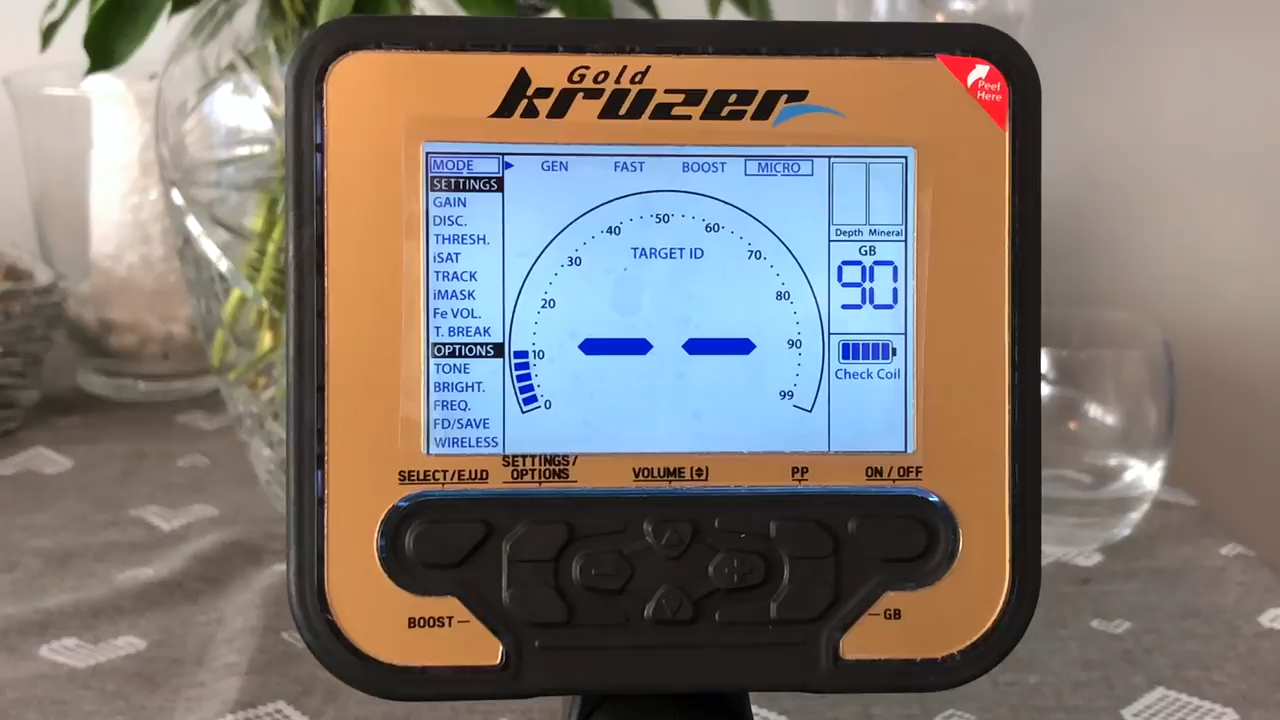 Gold
kruzer
Peel
Here
MODE ▶ GEN FAST BOOST MICRO
SETTINGS
GAIN
DISC.
THRESH.
iSAT
TRACK
iMASK
Fe VOL.
T. BREAK
OPTIONS
TONE
BRIGHT.
FREQ.
FD/SAVE
WIRELESS
TARGET ID
0
10
20
30
40
50
60
70
80
90
99
- -
Depth Mineral
GB
90
Check Coil
SELECT/E.U.D
SETTINGS/
OPTIONS
VOLUME (⬍)
PP
ON / OFF
- +
BOOST
GB